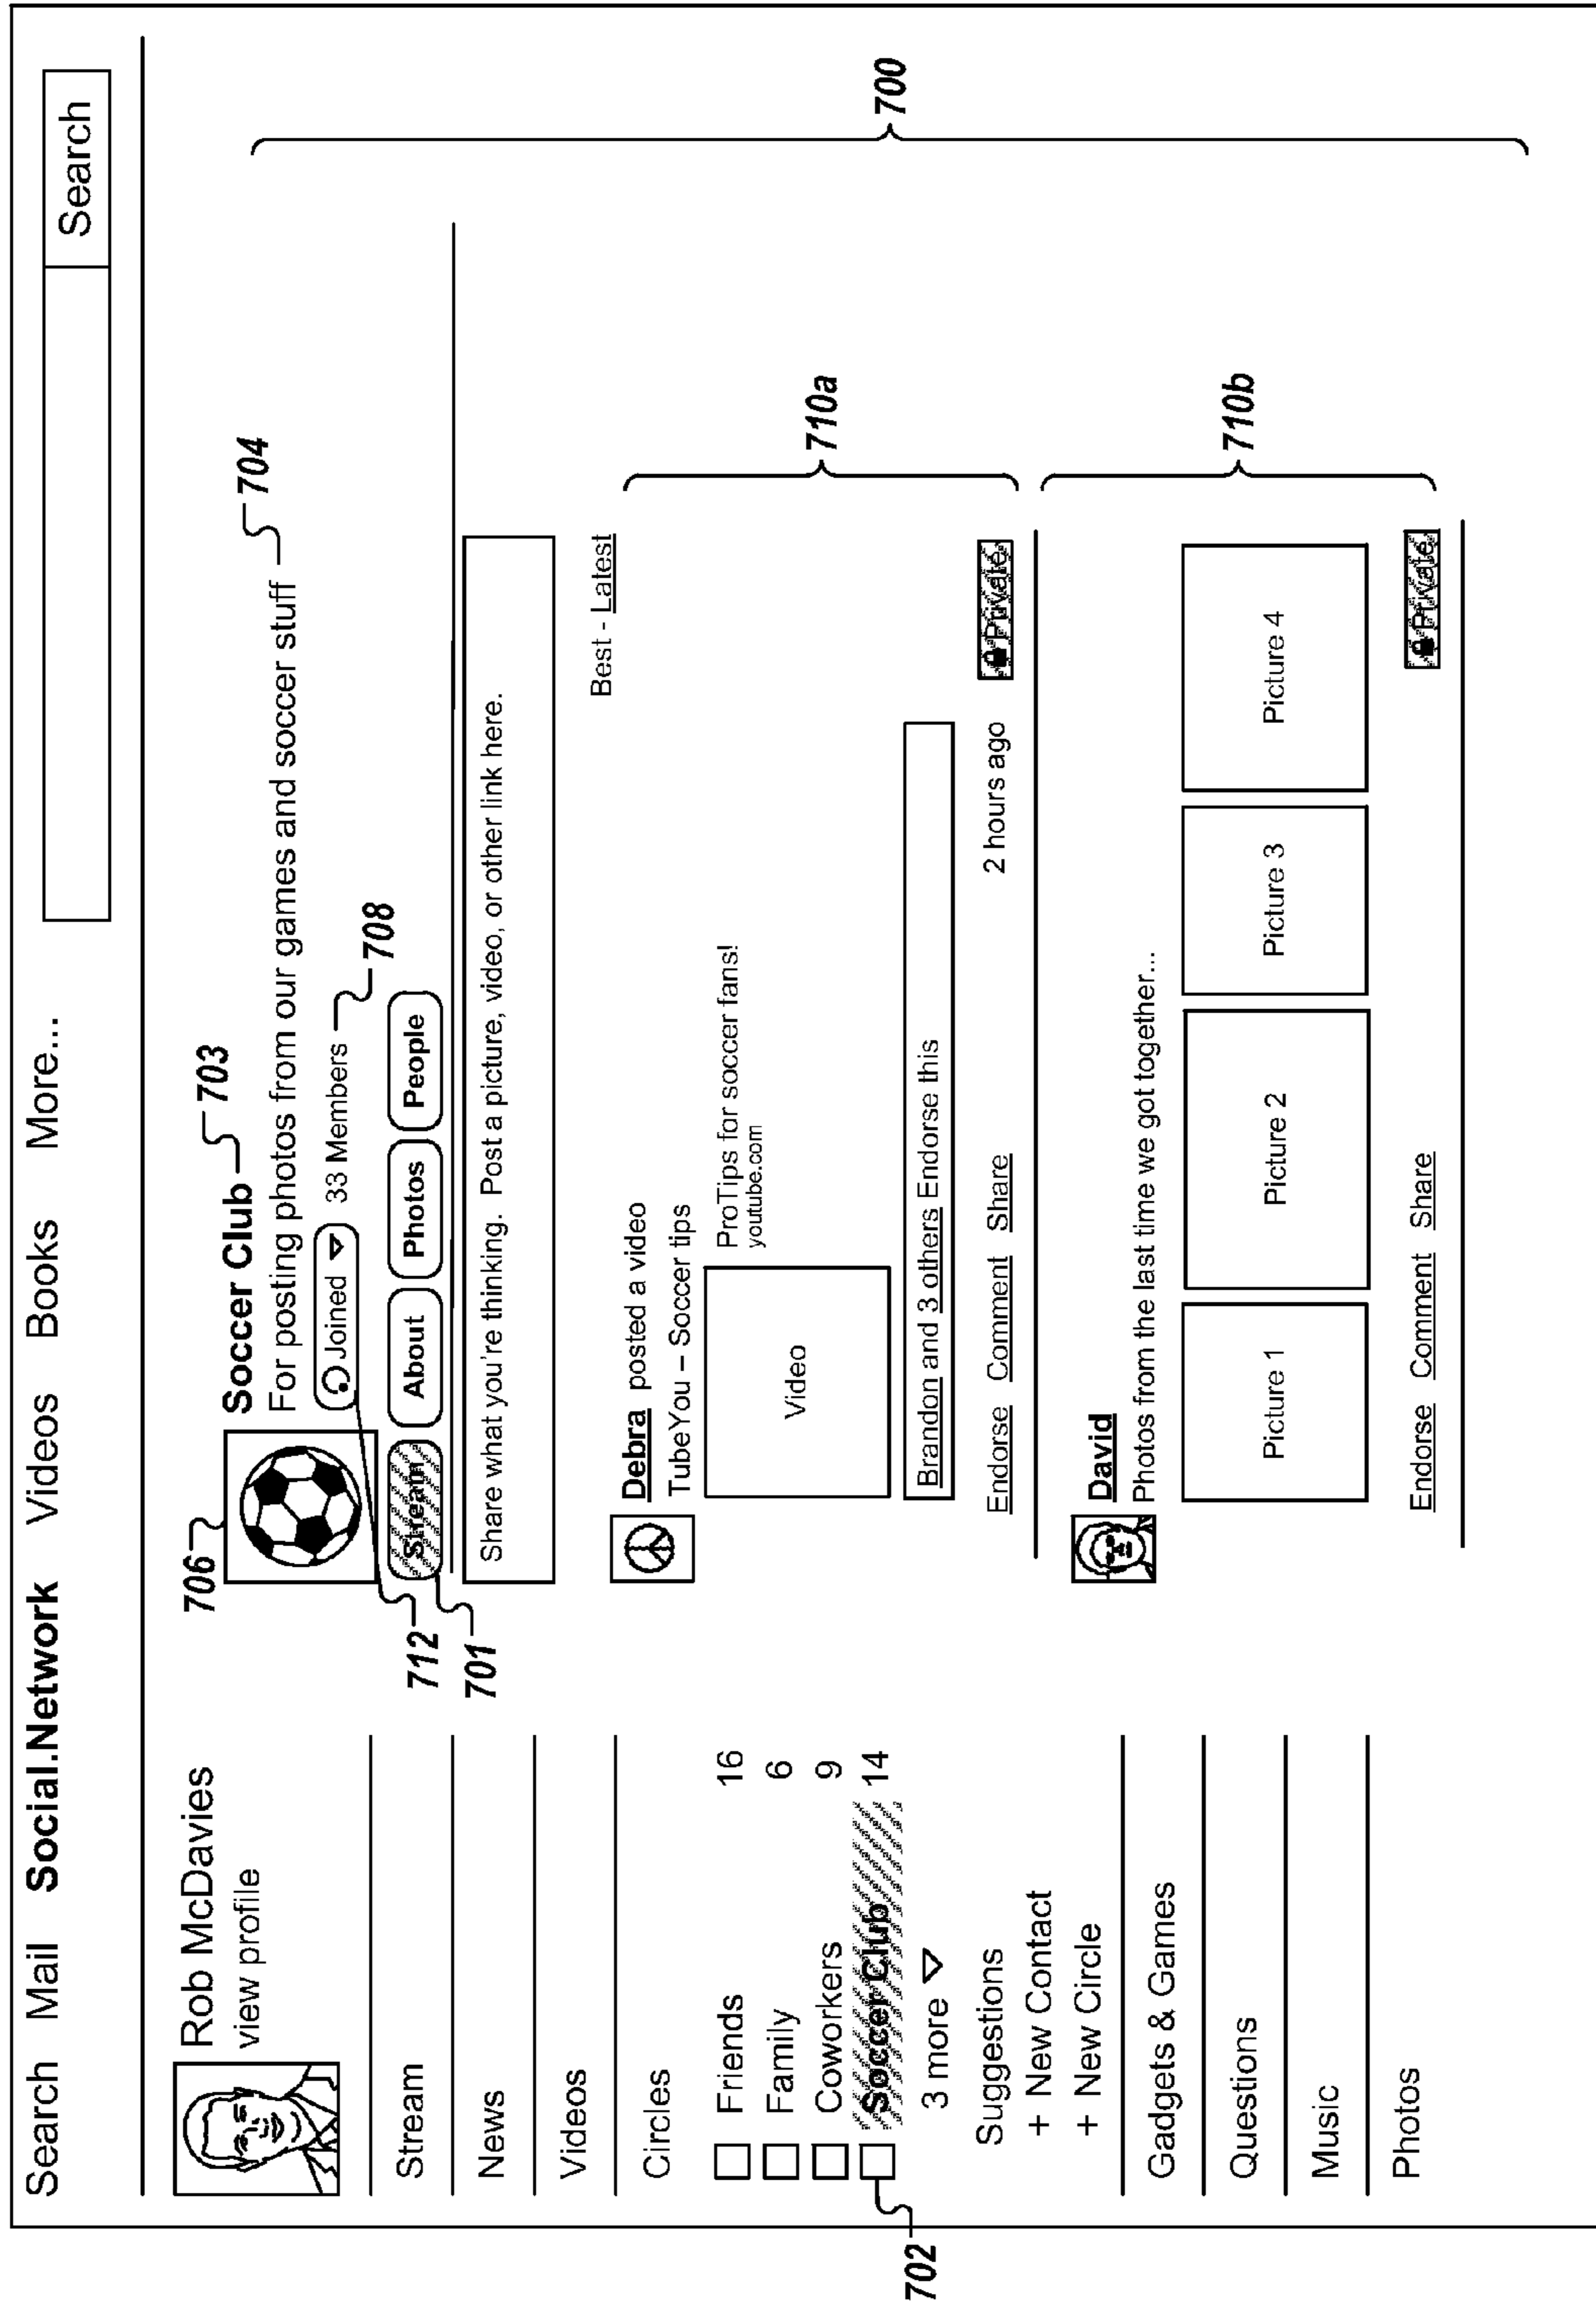 Search Mail Social.Network Videos Books More...
Search
Rob McDavies
view profile
Stream
News
Videos
Circles
Friends 16
Family 6
Coworkers 9
Soccer Club 14
3 more
Suggestions
+ New Contact
+ New Circle
Gadgets & Games
Questions
Music
Photos
702
706
Soccer Club 703
For posting photos from our games and soccer stuff 704
Joined 33 Members 708
Stream About Photos People
712
701
Share what you're thinking. Post a picture, video, or other link here.
Best - Latest
Debra posted a video
TubeYou – Soccer tips
Video
ProTips for soccer fans!
youtube.com
Brandon and 3 others Endorse this
Endorse Comment Share 2 hours ago Private
710a
David
Photos from the last time we got together...
Picture 1 Picture 2 Picture 3 Picture 4
Endorse Comment Share Private
710b
700